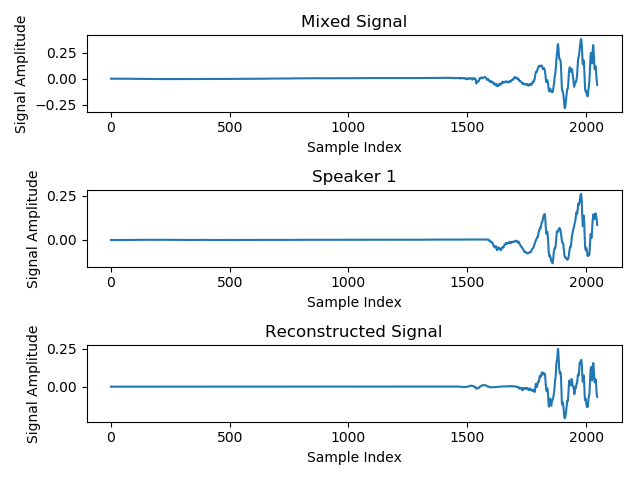 Mixed Signal
Signal Amplitude
0.25
0.00
−0.25
0 500 1000 1500 2000
Sample Index
Speaker 1
Signal Amplitude
0.25
0.00
0 500 1000 1500 2000
Sample Index
Reconstructed Signal
Signal Amplitude
0.25
0.00
0 500 1000 1500 2000
Sample Index